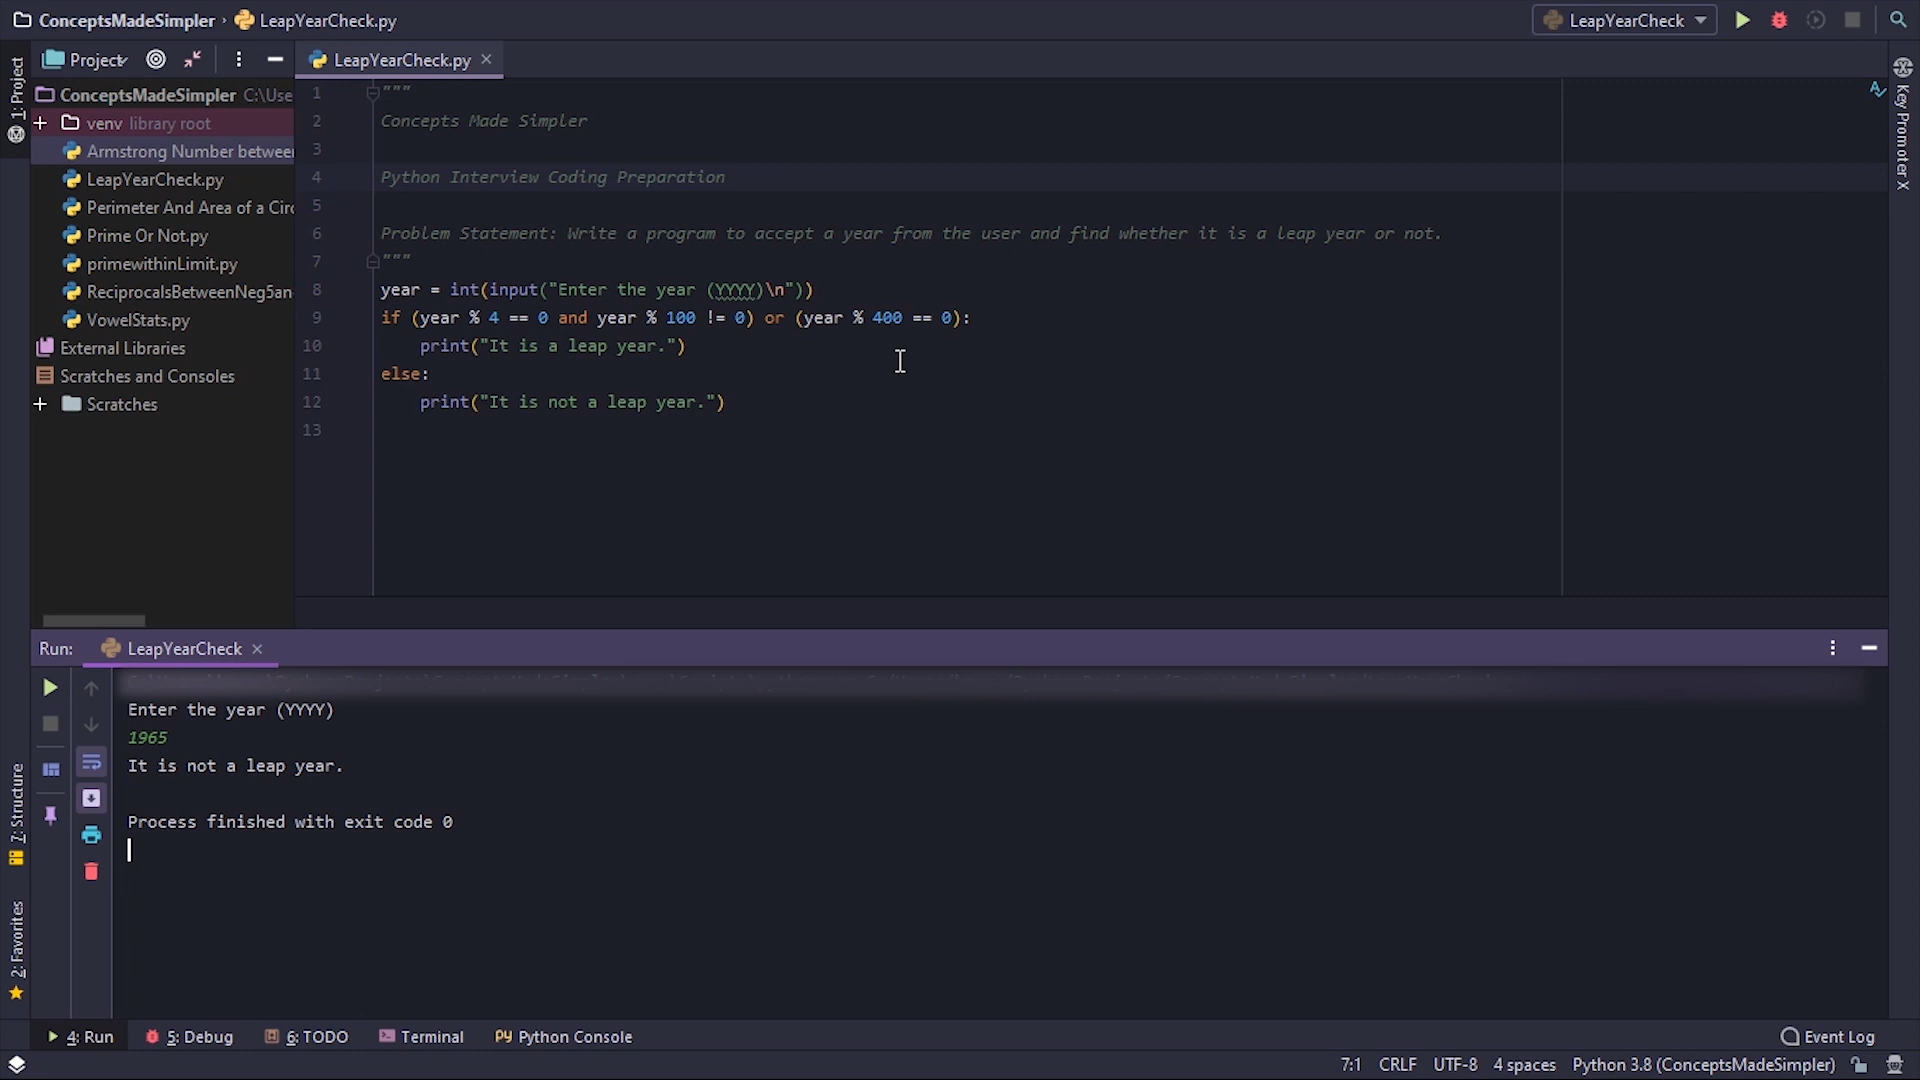 ConceptsMadeSimpler › LeapYearCheck.py
LeapYearCheck
1: Project
Project
LeapYearCheck.py
ConceptsMadeSimpler C:\Use
venv library root
Armstrong Number betweer
LeapYearCheck.py
Perimeter And Area of a Circ
Prime Or Not.py
primewithinLimit.py
ReciprocalsBetweenNeg5an
VowelStats.py
External Libraries
Scratches and Consoles
Scratches
1 """
2 Concepts Made Simpler
3
4 Python Interview Coding Preparation
5
6 Problem Statement: Write a program to accept a year from the user and find whether it is a leap year or not.
7 """
8 year = int(input("Enter the year (YYYY)\n"))
9 if (year % 4 == 0 and year % 100 != 0) or (year % 400 == 0):
10 print("It is a leap year.")
11 else:
12 print("It is not a leap year.")
13
Key Promoter X
Run: LeapYearCheck
Enter the year (YYYY)
1965
It is not a leap year.
Process finished with exit code 0
7: Structure
2: Favorites
4: Run 5: Debug 6: TODO Terminal Python Console Event Log
7:1 CRLF UTF-8 4 spaces Python 3.8 (ConceptsMadeSimpler)